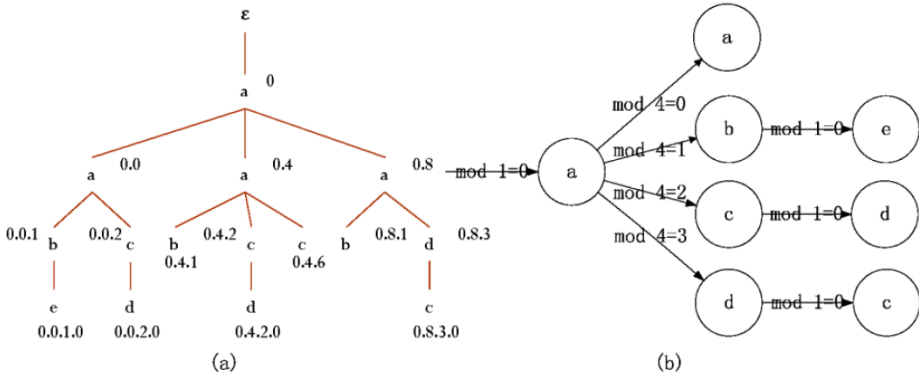 ε
a 0
a 0.0 a 0.4 a 0.8
0.0.1 b 0.0.2 c b 0.4.1 0.4.2 c c 0.4.6 b 0.8.1 d 0.8.3
e d d c
0.0.1.0 0.0.2.0 0.4.2.0 0.8.3.0
(a)
mod 1=0 a
mod 4=0 a
mod 4=1 b mod 1=0 e
mod 4=2 c mod 1=0 d
mod 4=3 d mod 1=0 c
(b)